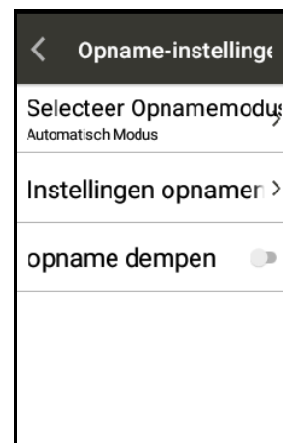 Opname-instellinge
Selecteer Opnamemodus
Automatisch Modus
Instellingen opnamen
opname dempen